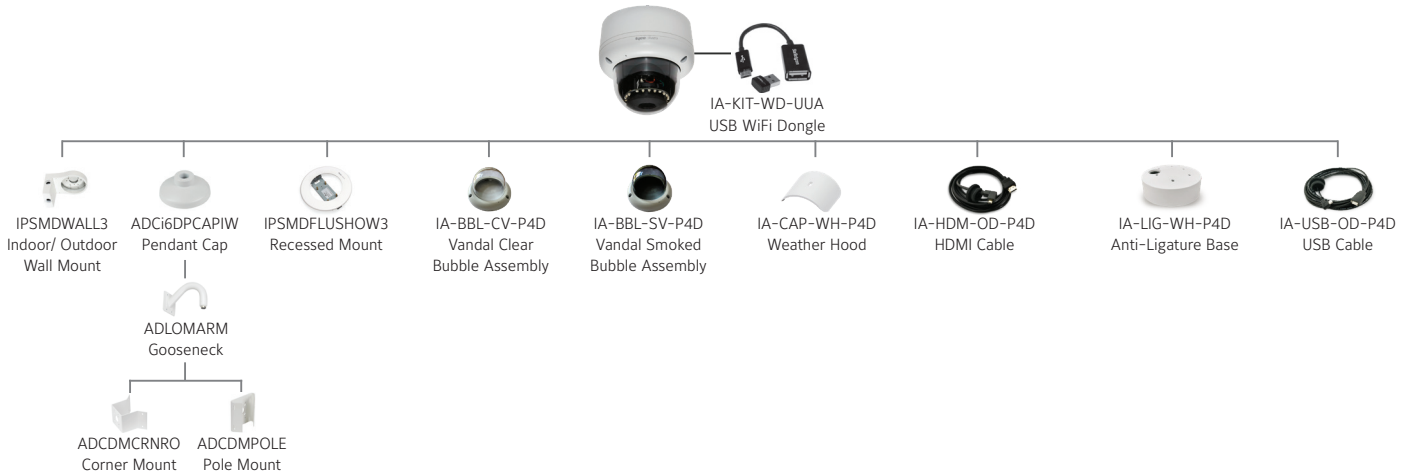 IA-KIT-WD-UUA
USB WiFi Dongle
IPSMDWALL3
Indoor/ Outdoor
Wall Mount
ADCi6DPCAPIW
Pendant Cap
IPSMDFLUSHOW3
Recessed Mount
IA-BBL-CV-P4D
Vandal Clear
Bubble Assembly
IA-BBL-SV-P4D
Vandal Smoked
Bubble Assembly
IA-CAP-WH-P4D
Weather Hood
IA-HDM-OD-P4D
HDMI Cable
IA-LIG-WH-P4D
Anti-Ligature Base
IA-USB-OD-P4D
USB Cable
ADLOMARM
Gooseneck
ADCDMCRNRO
Corner Mount
ADCDMPOLE
Pole Mount